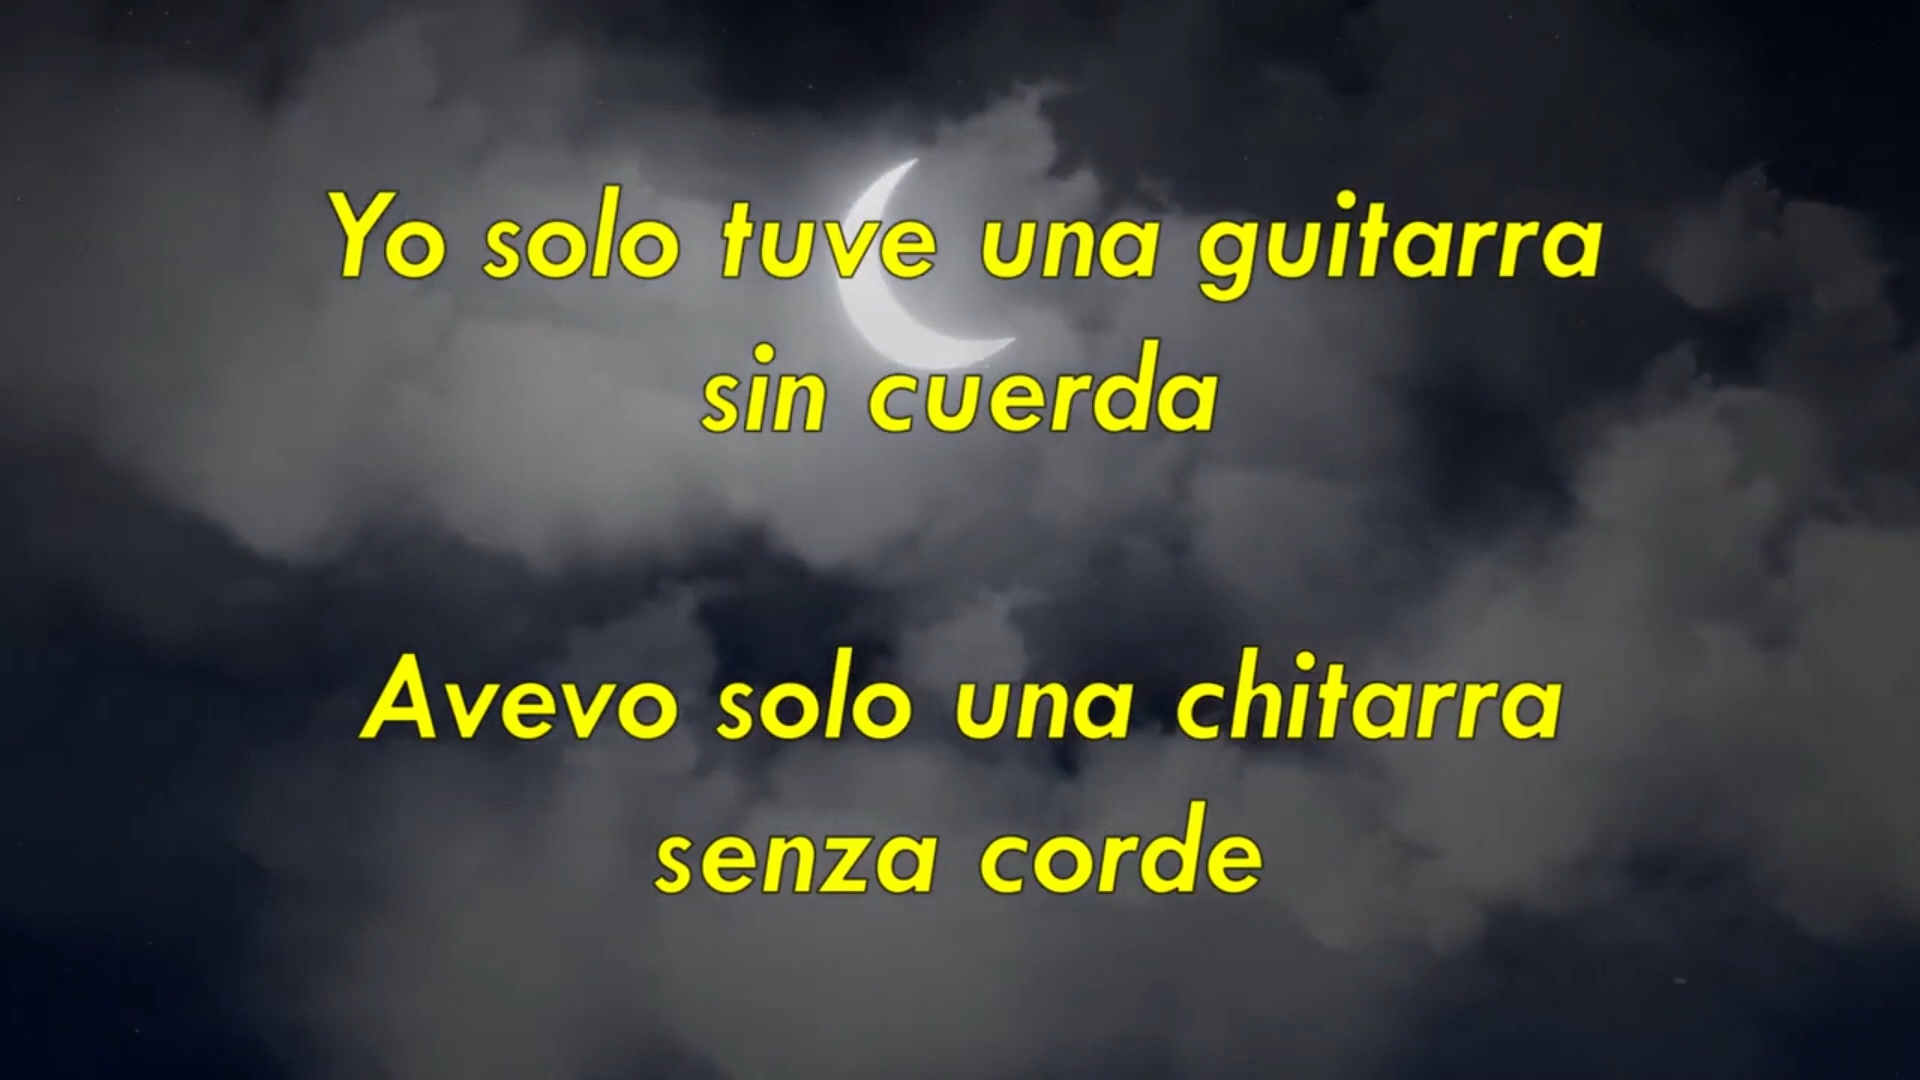 Yo solo tuve una guitarra
sin cuerda
Avevo solo una chitarra
senza corde